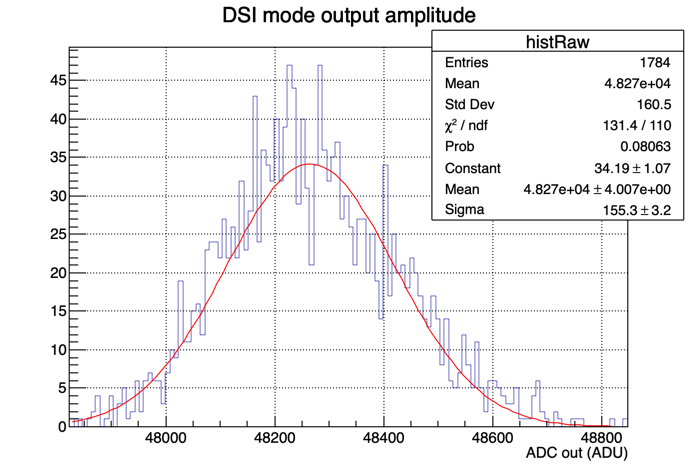 DSI mode output amplitude
histRaw
Entries 1784
Mean 4.827e+04
Std Dev 160.5
χ² / ndf 131.4 / 110
Prob 0.08063
Constant 34.19 ± 1.07
Mean 4.827e+04 ± 4.007e+00
Sigma 155.3 ± 3.2
45
40
35
30
25
20
15
10
5
0
48000 48200 48400 48600 48800
ADC out (ADU)